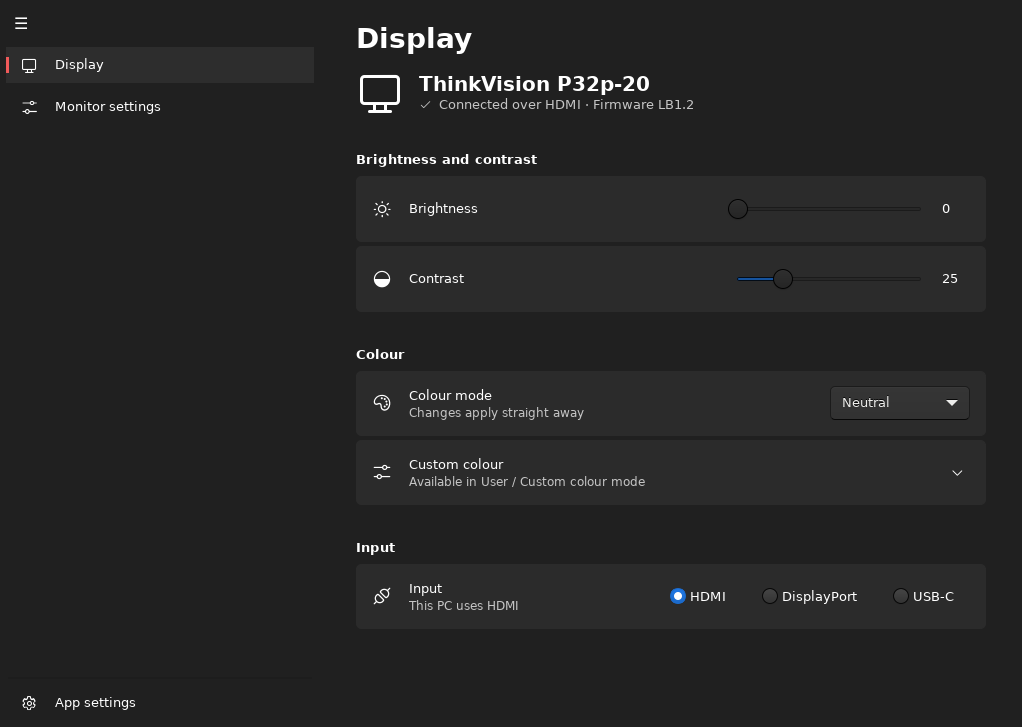 Display
Monitor settings
App settings
Display
ThinkVision P32p-20
Connected over HDMI · Firmware LB1.2
Brightness and contrast
Brightness 0
Contrast 25
Colour
Colour mode
Changes apply straight away
Neutral
Custom colour
Available in User / Custom colour mode
Input
Input
This PC uses HDMI
HDMI DisplayPort USB-C